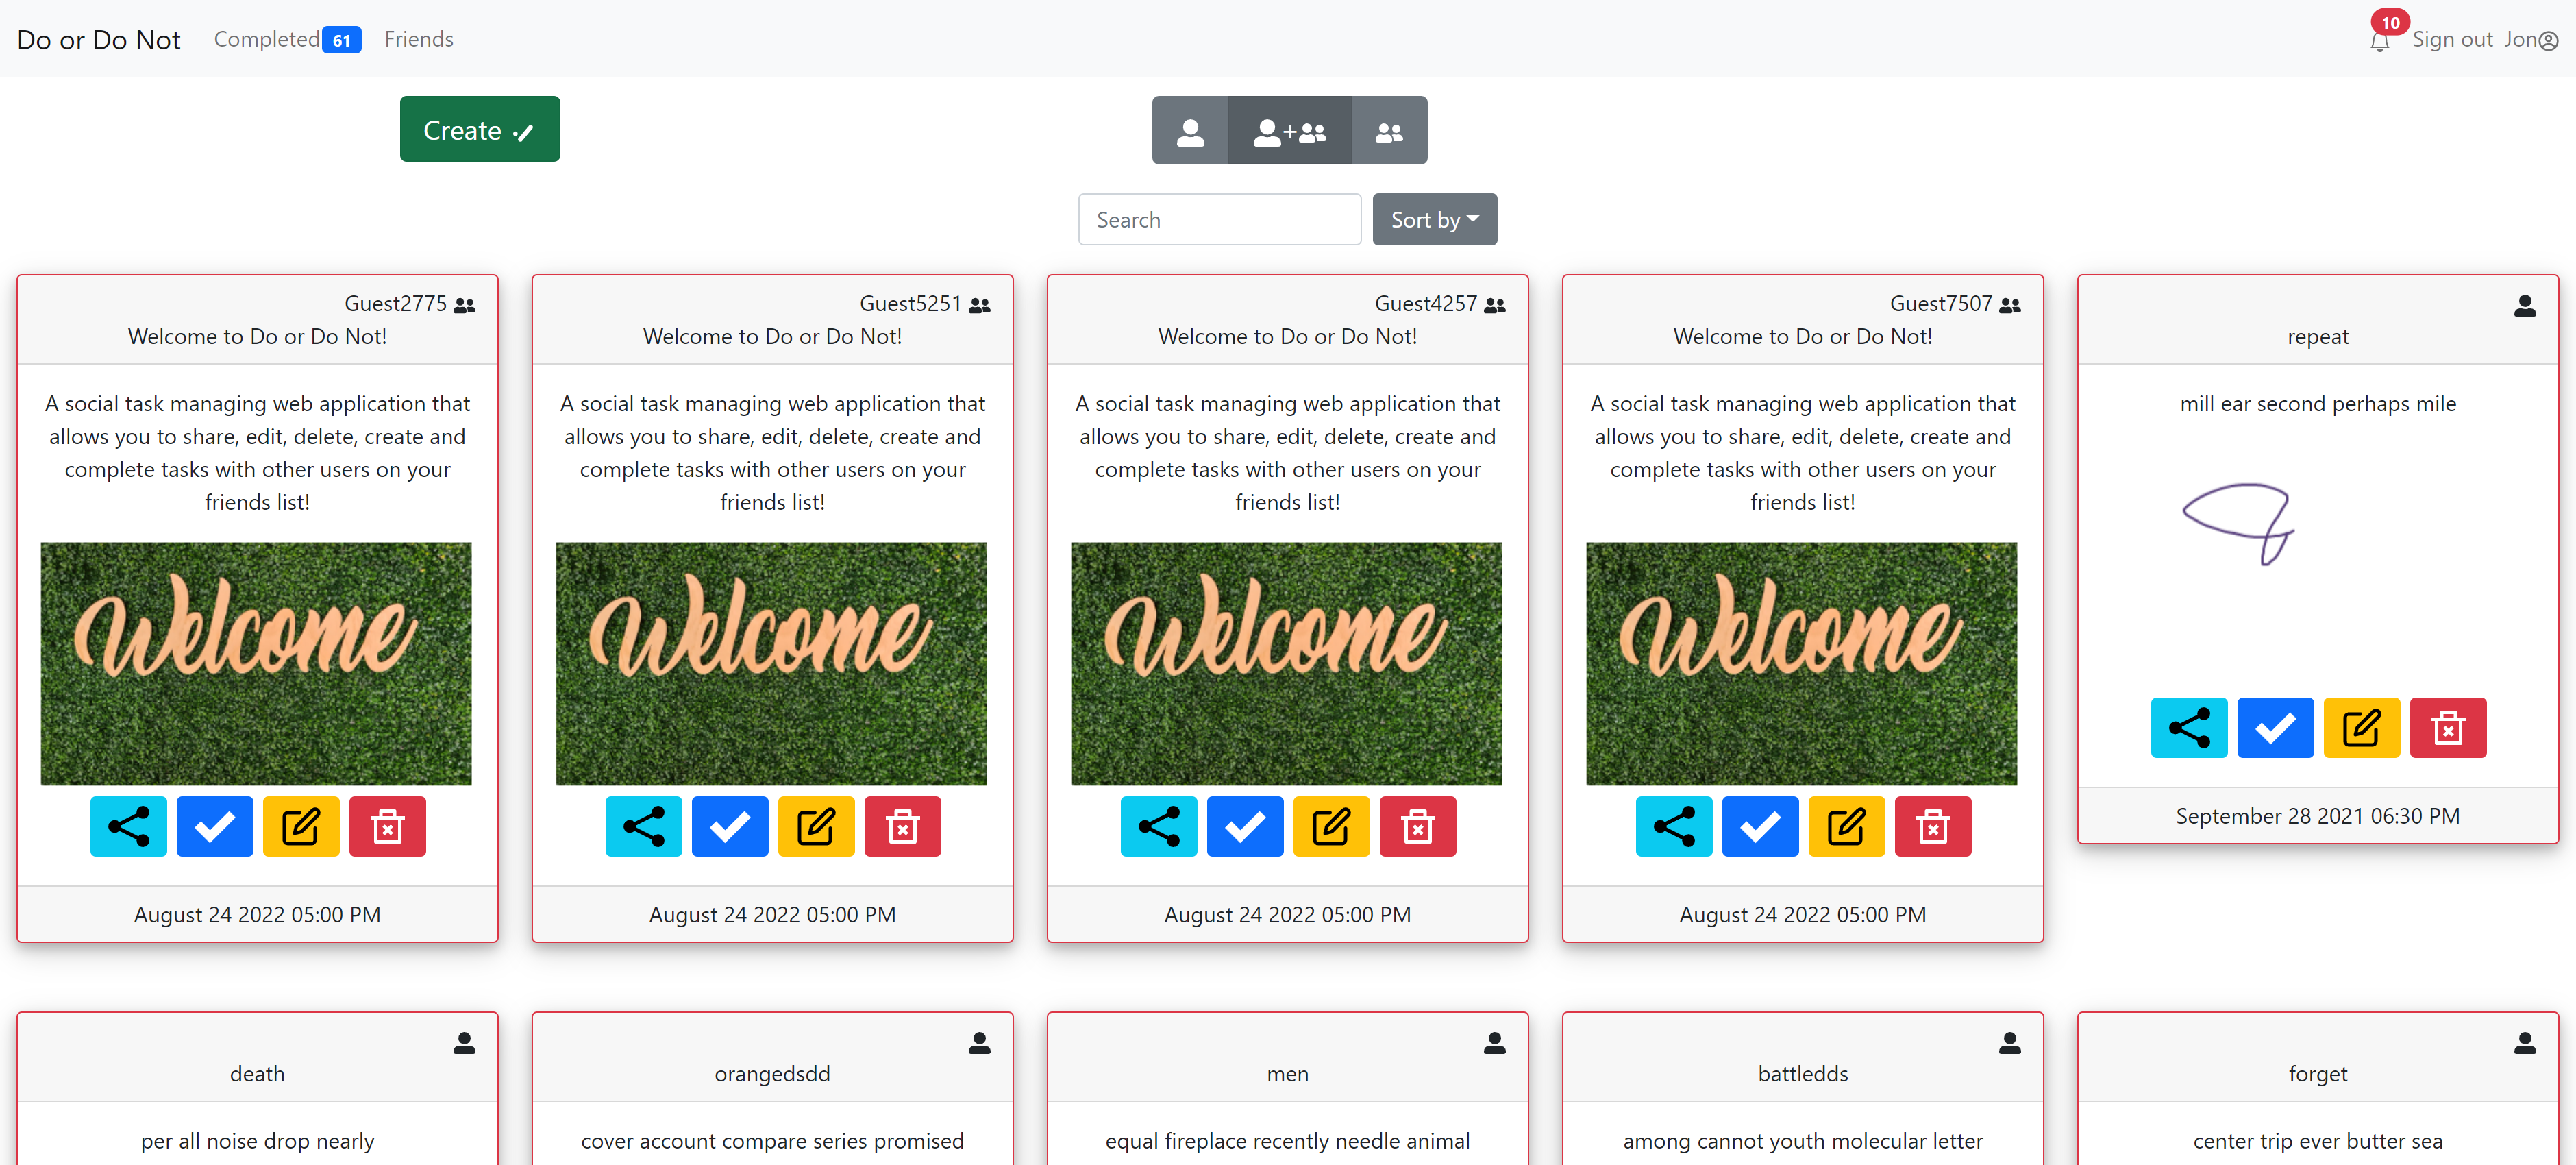 Do or Do Not Completed 61 Friends 10 Sign out Jon
Create
Search Sort by
Guest2775
Welcome to Do or Do Not!
A social task managing web application that
allows you to share, edit, delete, create and
complete tasks with other users on your
friends list!
Welcome
August 24 2022 05:00 PM
Guest5251
Welcome to Do or Do Not!
A social task managing web application that
allows you to share, edit, delete, create and
complete tasks with other users on your
friends list!
Welcome
August 24 2022 05:00 PM
Guest4257
Welcome to Do or Do Not!
A social task managing web application that
allows you to share, edit, delete, create and
complete tasks with other users on your
friends list!
Welcome
August 24 2022 05:00 PM
Guest7507
Welcome to Do or Do Not!
A social task managing web application that
allows you to share, edit, delete, create and
complete tasks with other users on your
friends list!
Welcome
August 24 2022 05:00 PM
repeat
mill ear second perhaps mile
September 28 2021 06:30 PM
death
per all noise drop nearly
orangedsdd
cover account compare series promised
men
equal fireplace recently needle animal
battledds
among cannot youth molecular letter
forget
center trip ever butter sea